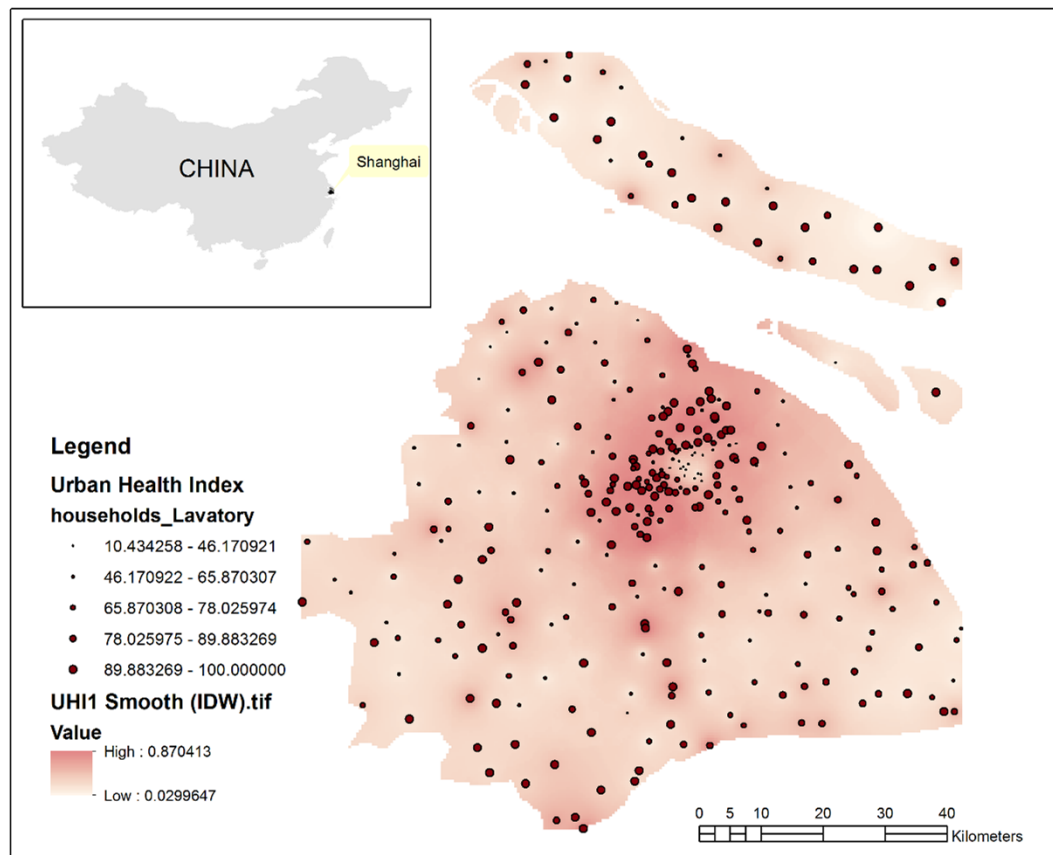 CHINA
Shanghai
Legend
Urban Health Index
households_Lavatory
10.434258 - 46.170921
46.170922 - 65.870307
65.870308 - 78.025974
78.025975 - 89.883269
89.883269 - 100.000000
UHI1 Smooth (IDW).tif
Value
High : 0.870413
Low : 0.0299647
0 5 10 20 30 40
Kilometers